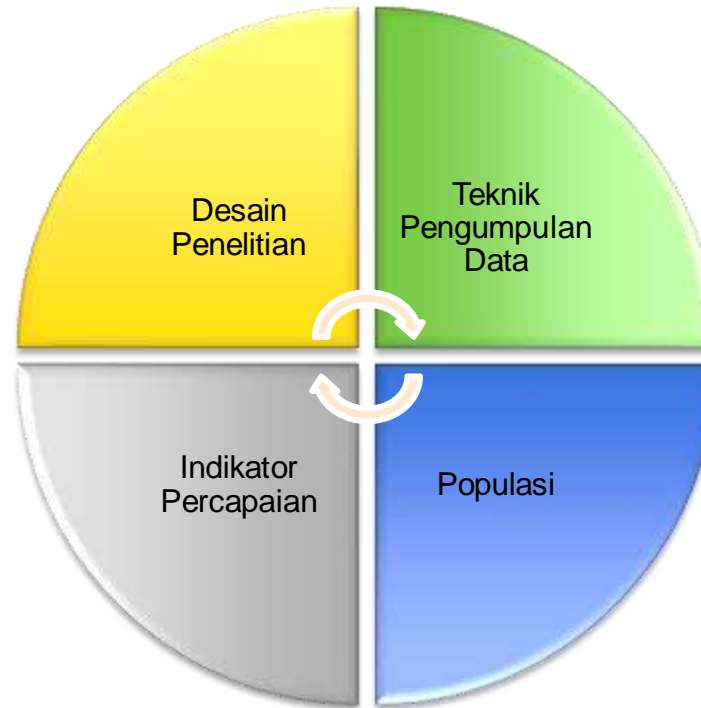 Desain
Penelitian
Teknik
Pengumpulan
Data
Indikator
Percapaian
Populasi